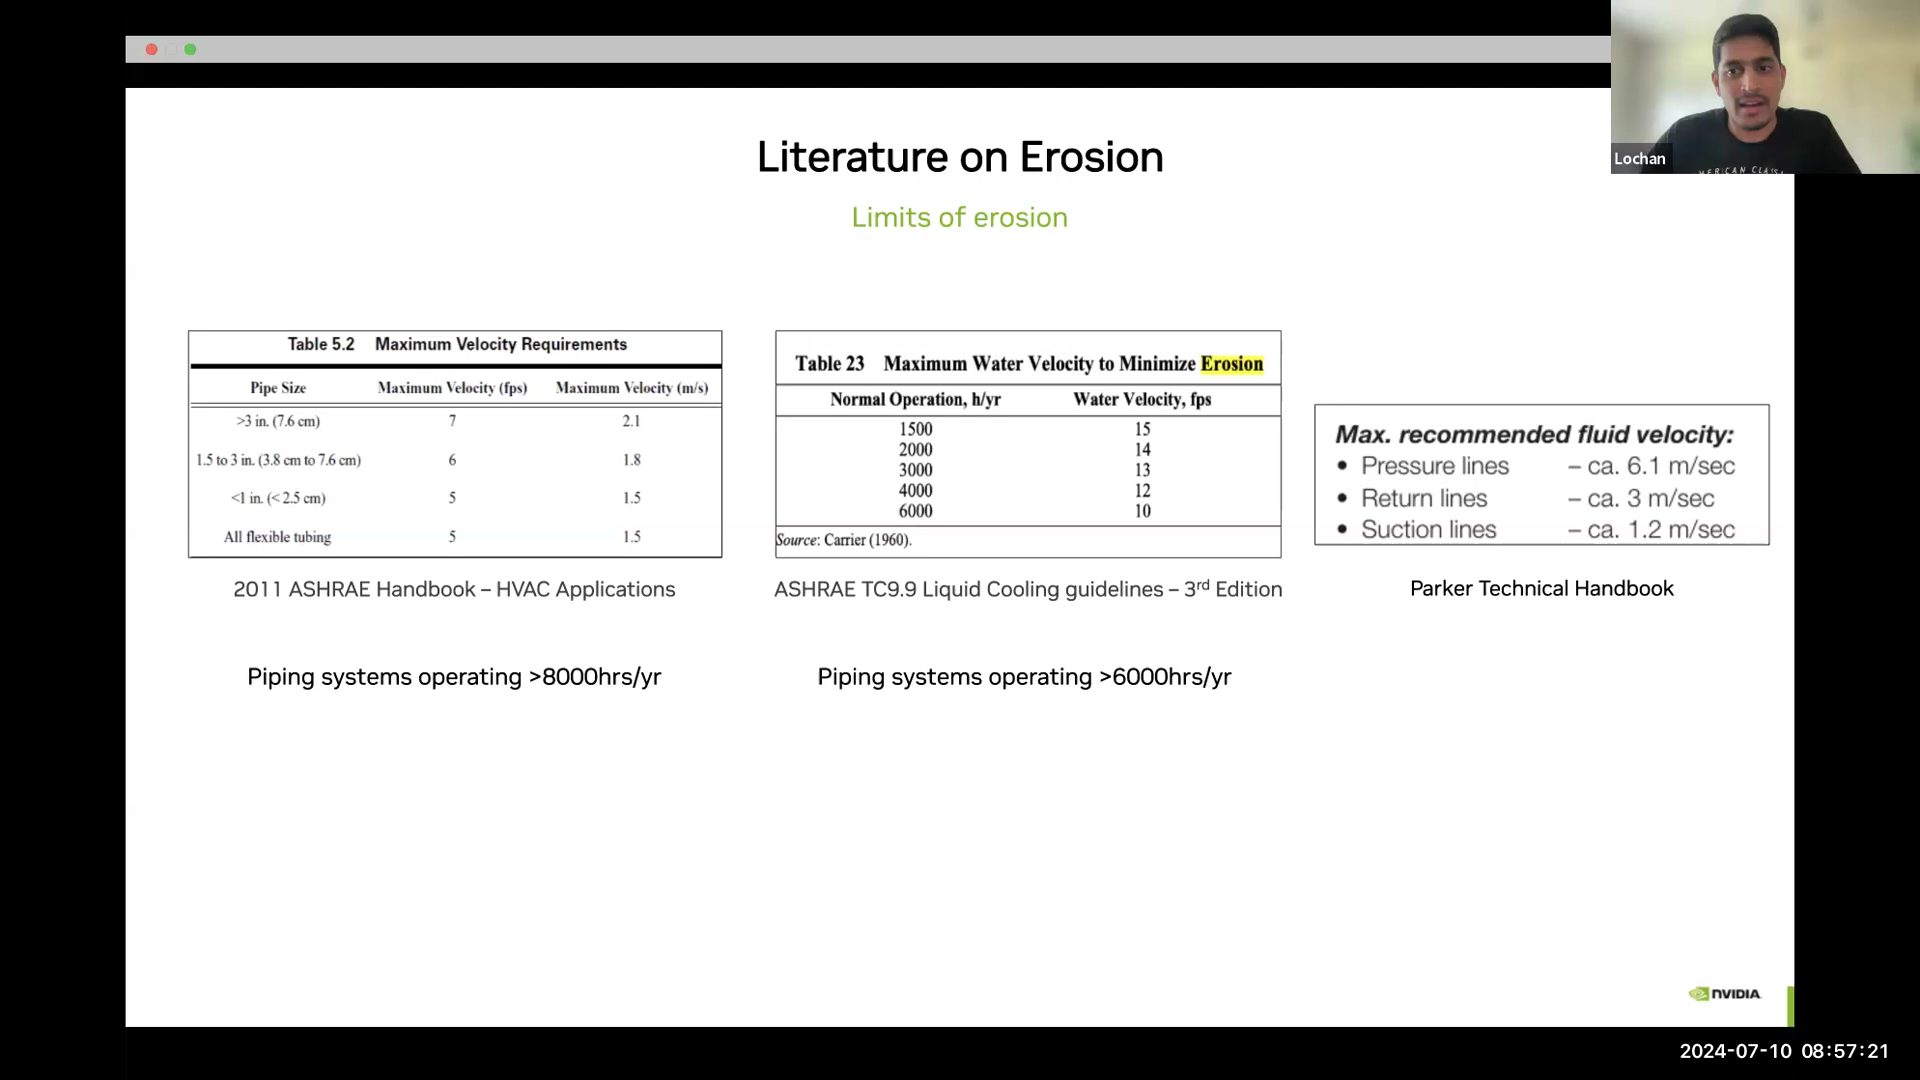 Literature on Erosion
Limits of erosion
Table 5.2 Maximum Velocity Requirements
Pipe Size Maximum Velocity (fps) Maximum Velocity (m/s)
>3 in. (7.6 cm) 7 2.1
1.5 to 3 in. (3.8 cm to 7.6 cm) 6 1.8
<1 in. (< 2.5 cm) 5 1.5
All flexible tubing 5 1.5
2011 ASHRAE Handbook – HVAC Applications
Piping systems operating >8000hrs/yr
Table 23 Maximum Water Velocity to Minimize Erosion
Normal Operation, h/yr Water Velocity, fps
1500 15
2000 14
3000 13
4000 12
6000 10
Source: Carrier (1960).
ASHRAE TC9.9 Liquid Cooling guidelines – 3rd Edition
Piping systems operating >6000hrs/yr
Max. recommended fluid velocity:
• Pressure lines – ca. 6.1 m/sec
• Return lines – ca. 3 m/sec
• Suction lines – ca. 1.2 m/sec
Parker Technical Handbook
Lochan
NVIDIA
2024-07-10 08:57:21